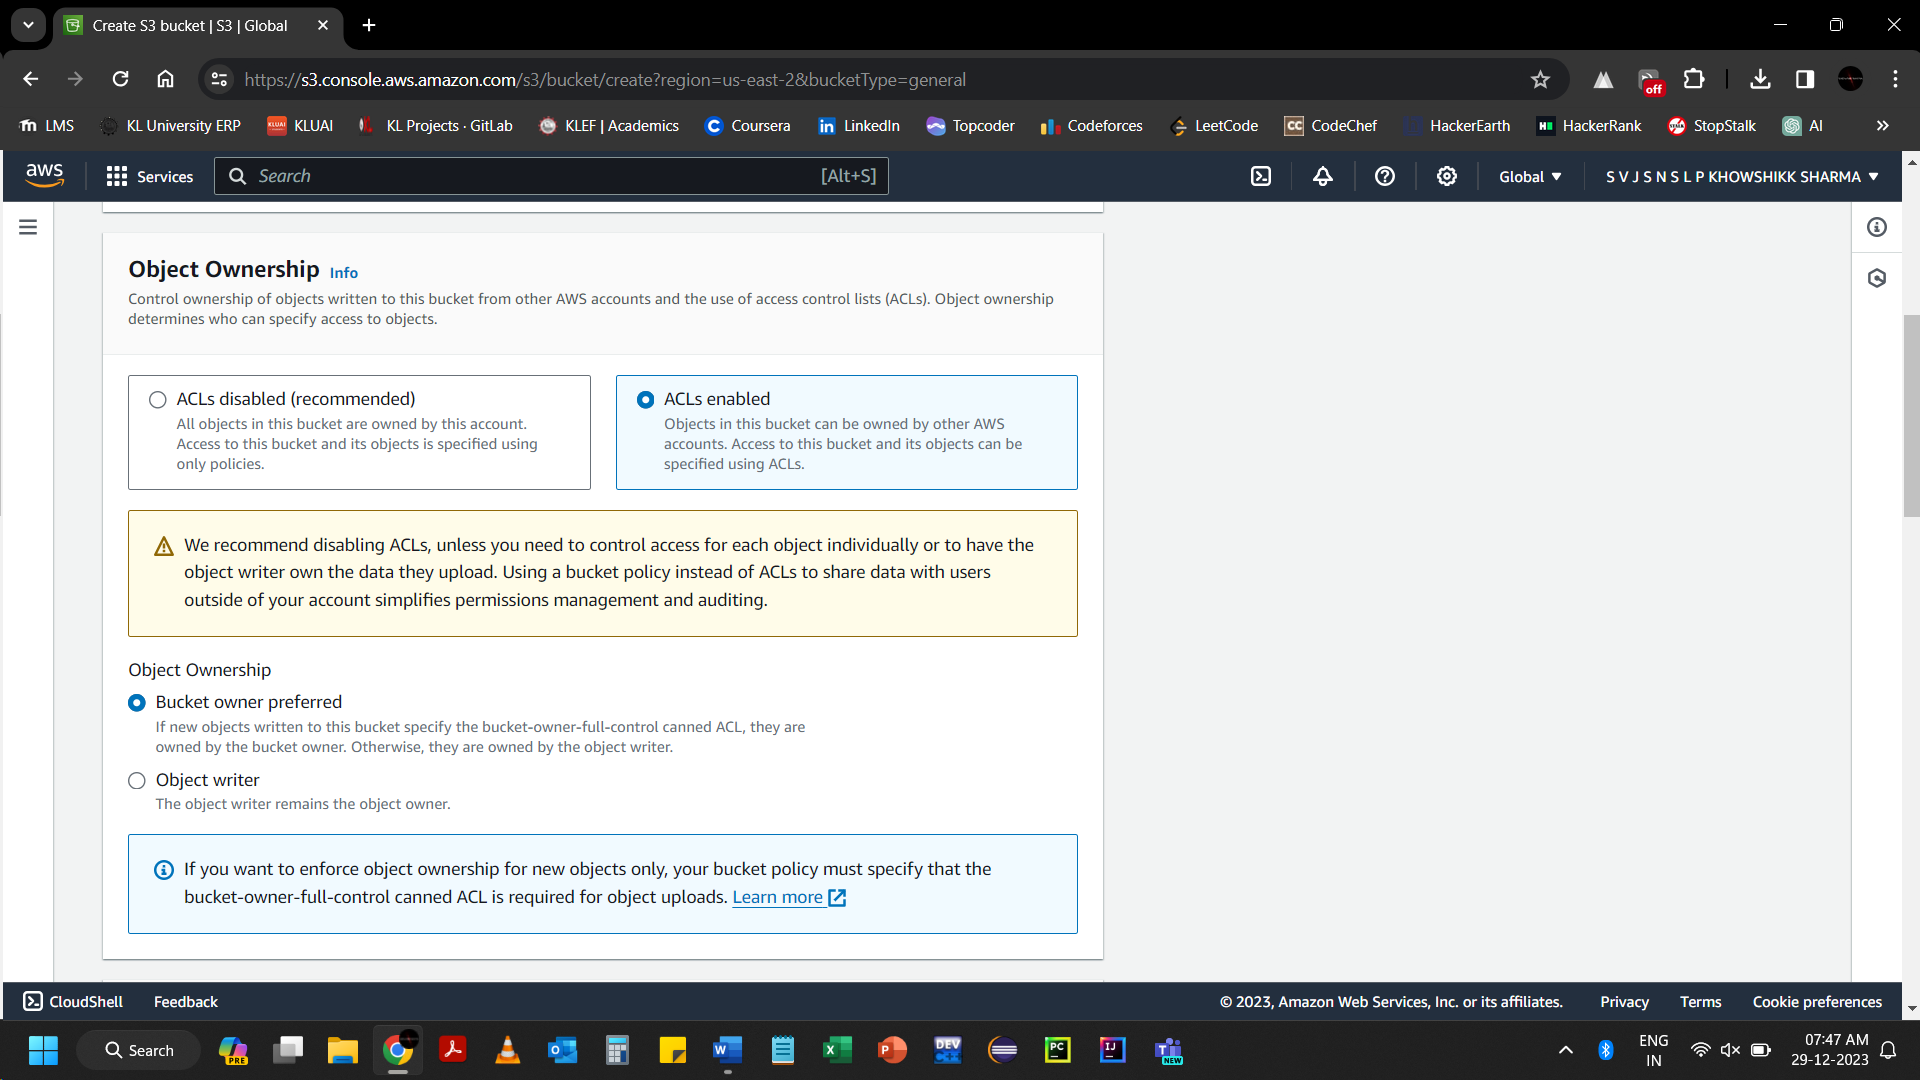 Create S3 bucket | S3 | Global
https://s3.console.aws.amazon.com/s3/bucket/create?region=us-east-2&bucketType=general
off
LMS KL University ERP KLUAI KLUAI KL Projects · GitLab KLEF | Academics Coursera LinkedIn Topcoder Codeforces LeetCode CC CodeChef HackerEarth HackerRank StopStalk AI
aws Services Search [Alt+S] Global S V J S N S L P KHOWSHIKK SHARMA
Object Ownership Info
Control ownership of objects written to this bucket from other AWS accounts and the use of access control lists (ACLs). Object ownership
determines who can specify access to objects.
ACLs disabled (recommended)
All objects in this bucket are owned by this account.
Access to this bucket and its objects is specified using
only policies.
ACLs enabled
Objects in this bucket can be owned by other AWS
accounts. Access to this bucket and its objects can be
specified using ACLs.
We recommend disabling ACLs, unless you need to control access for each object individually or to have the
object writer own the data they upload. Using a bucket policy instead of ACLs to share data with users
outside of your account simplifies permissions management and auditing.
Object Ownership
Bucket owner preferred
If new objects written to this bucket specify the bucket-owner-full-control canned ACL, they are
owned by the bucket owner. Otherwise, they are owned by the object writer.
Object writer
The object writer remains the object owner.
If you want to enforce object ownership for new objects only, your bucket policy must specify that the
bucket-owner-full-control canned ACL is required for object uploads. Learn more
CloudShell Feedback © 2023, Amazon Web Services, Inc. or its affiliates. Privacy Terms Cookie preferences
Search PRE DEV PC IJ NEW
ENG
IN
07:47 AM
29-12-2023